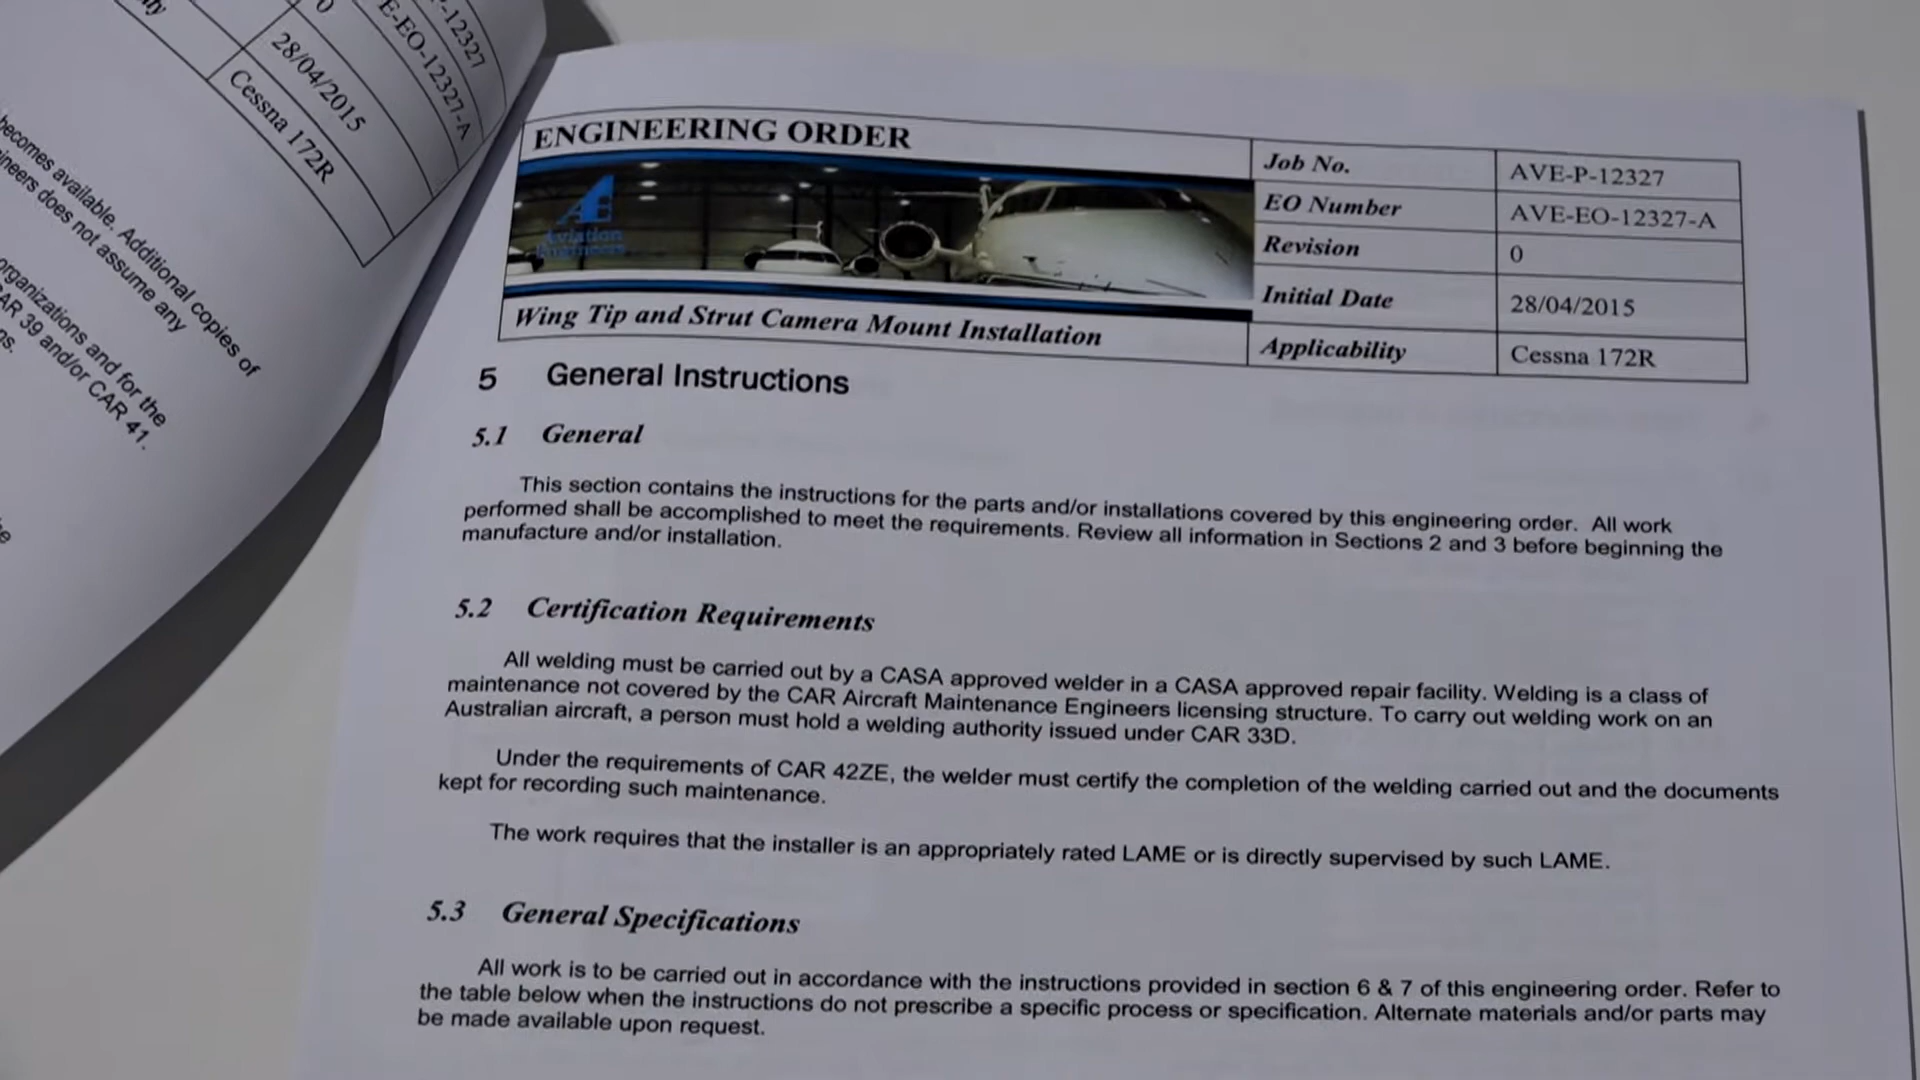 P-12327
E-EO-12327-A
0
28/04/2015
Cessna 172R
becomes available. Additional copies of
ineers does not assume any
organizations and for the
CAR 39 and/or CAR 41.
ENGINEERING ORDER
Aviation
Engineers
Wing Tip and Strut Camera Mount Installation
Job No. AVE-P-12327
EO Number AVE-EO-12327-A
Revision 0
Initial Date 28/04/2015
Applicability Cessna 172R
5 General Instructions
5.1 General
This section contains the instructions for the parts and/or installations covered by this engineering order. All work
performed shall be accomplished to meet the requirements. Review all information in Sections 2 and 3 before beginning the
manufacture and/or installation.
5.2 Certification Requirements
All welding must be carried out by a CASA approved welder in a CASA approved repair facility. Welding is a class of
maintenance not covered by the CAR Aircraft Maintenance Engineers licensing structure. To carry out welding work on an
Australian aircraft, a person must hold a welding authority issued under CAR 33D.
Under the requirements of CAR 42ZE, the welder must certify the completion of the welding carried out and the documents
kept for recording such maintenance.
The work requires that the installer is an appropriately rated LAME or is directly supervised by such LAME.
5.3 General Specifications
All work is to be carried out in accordance with the instructions provided in section 6 & 7 of this engineering order. Refer to
the table below when the instructions do not prescribe a specific process or specification. Alternate materials and/or parts may
be made available upon request.